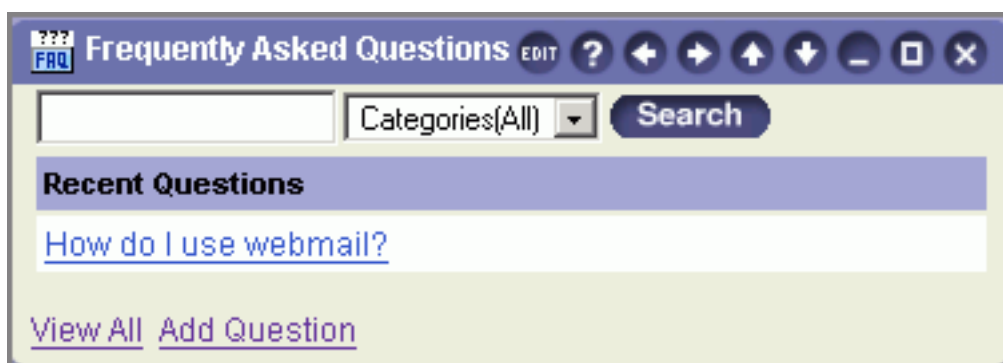 ??? FAQ Frequently Asked Questions EDIT ?
Categories(All) Search
Recent Questions
How do I use webmail?
View All Add Question